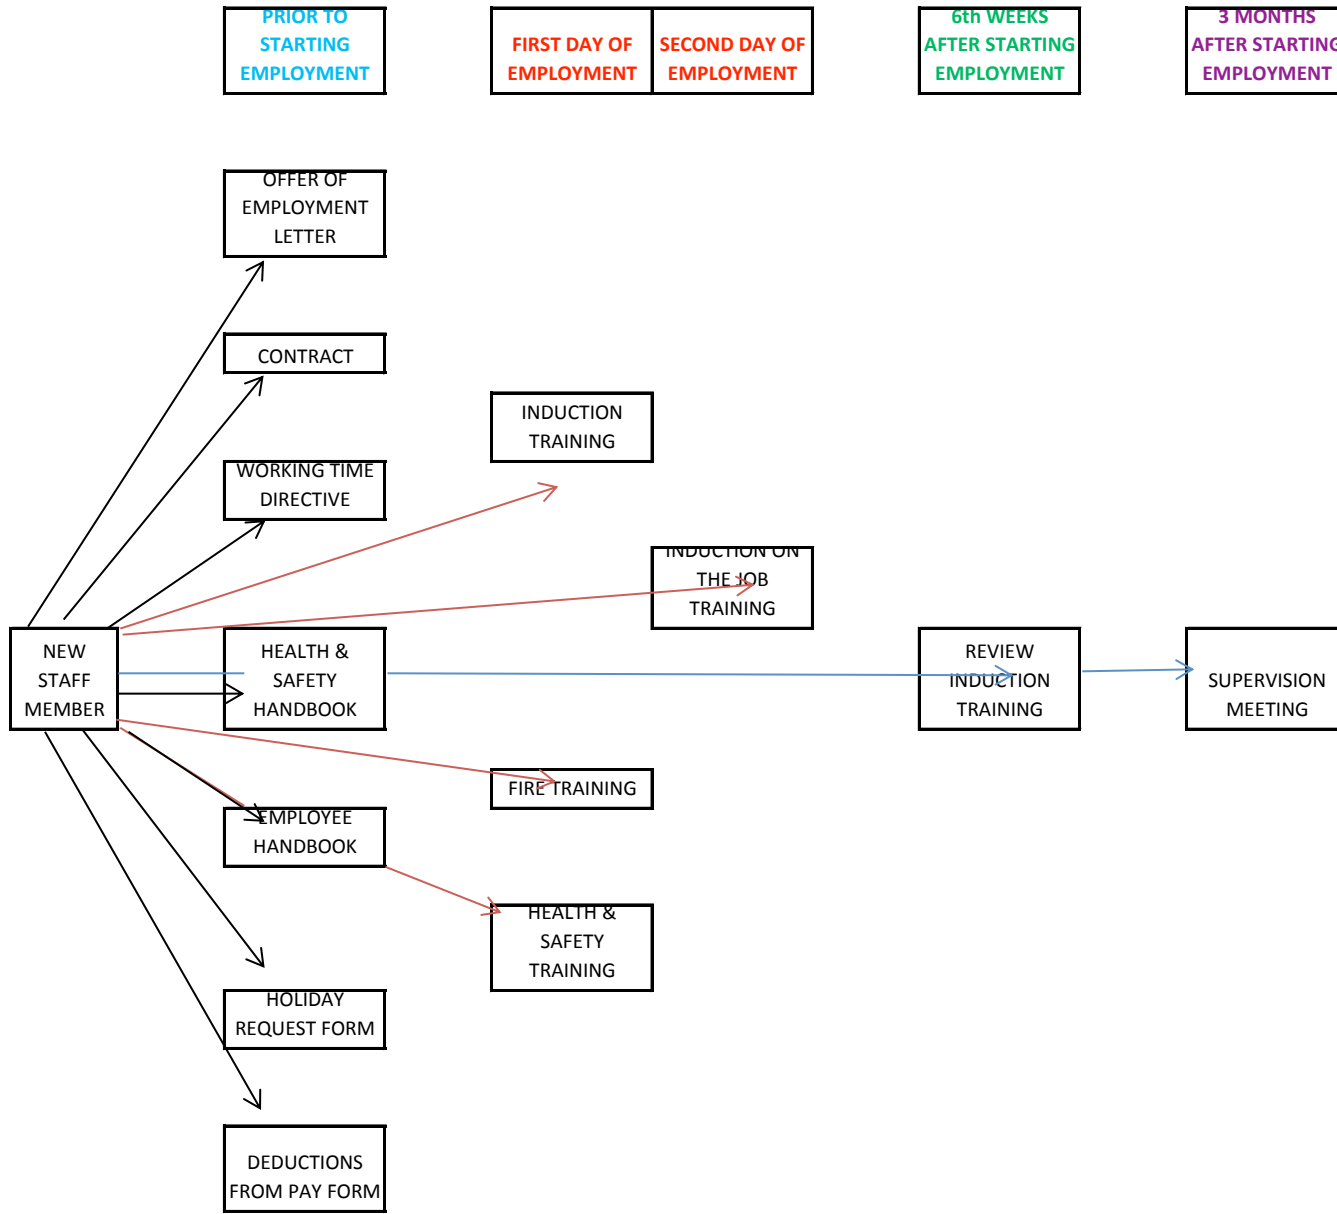 PRIOR TO
STARTING
EMPLOYMENT
FIRST DAY OF
EMPLOYMENT
SECOND DAY OF
EMPLOYMENT
6th WEEKS
AFTER STARTING
EMPLOYMENT
3 MONTHS
AFTER STARTING
EMPLOYMENT
OFFER OF
EMPLOYMENT
LETTER
CONTRACT
INDUCTION
TRAINING
WORKING TIME
DIRECTIVE
INDUCTION ON
THE JOB
TRAINING
NEW
STAFF
MEMBER
HEALTH &
SAFETY
HANDBOOK
REVIEW
INDUCTION
TRAINING
SUPERVISION
MEETING
FIRE TRAINING
EMPLOYEE
HANDBOOK
HEALTH &
SAFETY
TRAINING
HOLIDAY
REQUEST FORM
DEDUCTIONS
FROM PAY FORM